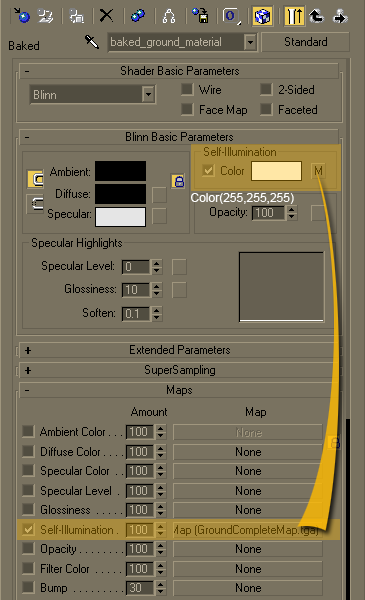 Baked baked_ground_material Standard
- Shader Basic Parameters
Blinn Wire 2-Sided
Face Map Faceted
- Blinn Basic Parameters
Self-Illumination
Ambient: Color M
Diffuse: Color(255,255,255)
Specular: Opacity: 100
Specular Highlights
Specular Level: 0
Glossiness: 10
Soften: 0.1
+ Extended Parameters
+ SuperSampling
- Maps
Amount Map
Ambient Color . . . 100 None
Diffuse Color . . . . 100 None
Specular Color . . 100 None
Specular Level . . 100 None
Glossiness . . . . . 100 None
Self-Illumination . . 100 Map (GroundCompleteMap.tga)
Opacity . . . . . . . . 100 None
Filter Color . . . . . 100 None
Bump . . . . . . . . . 30 None